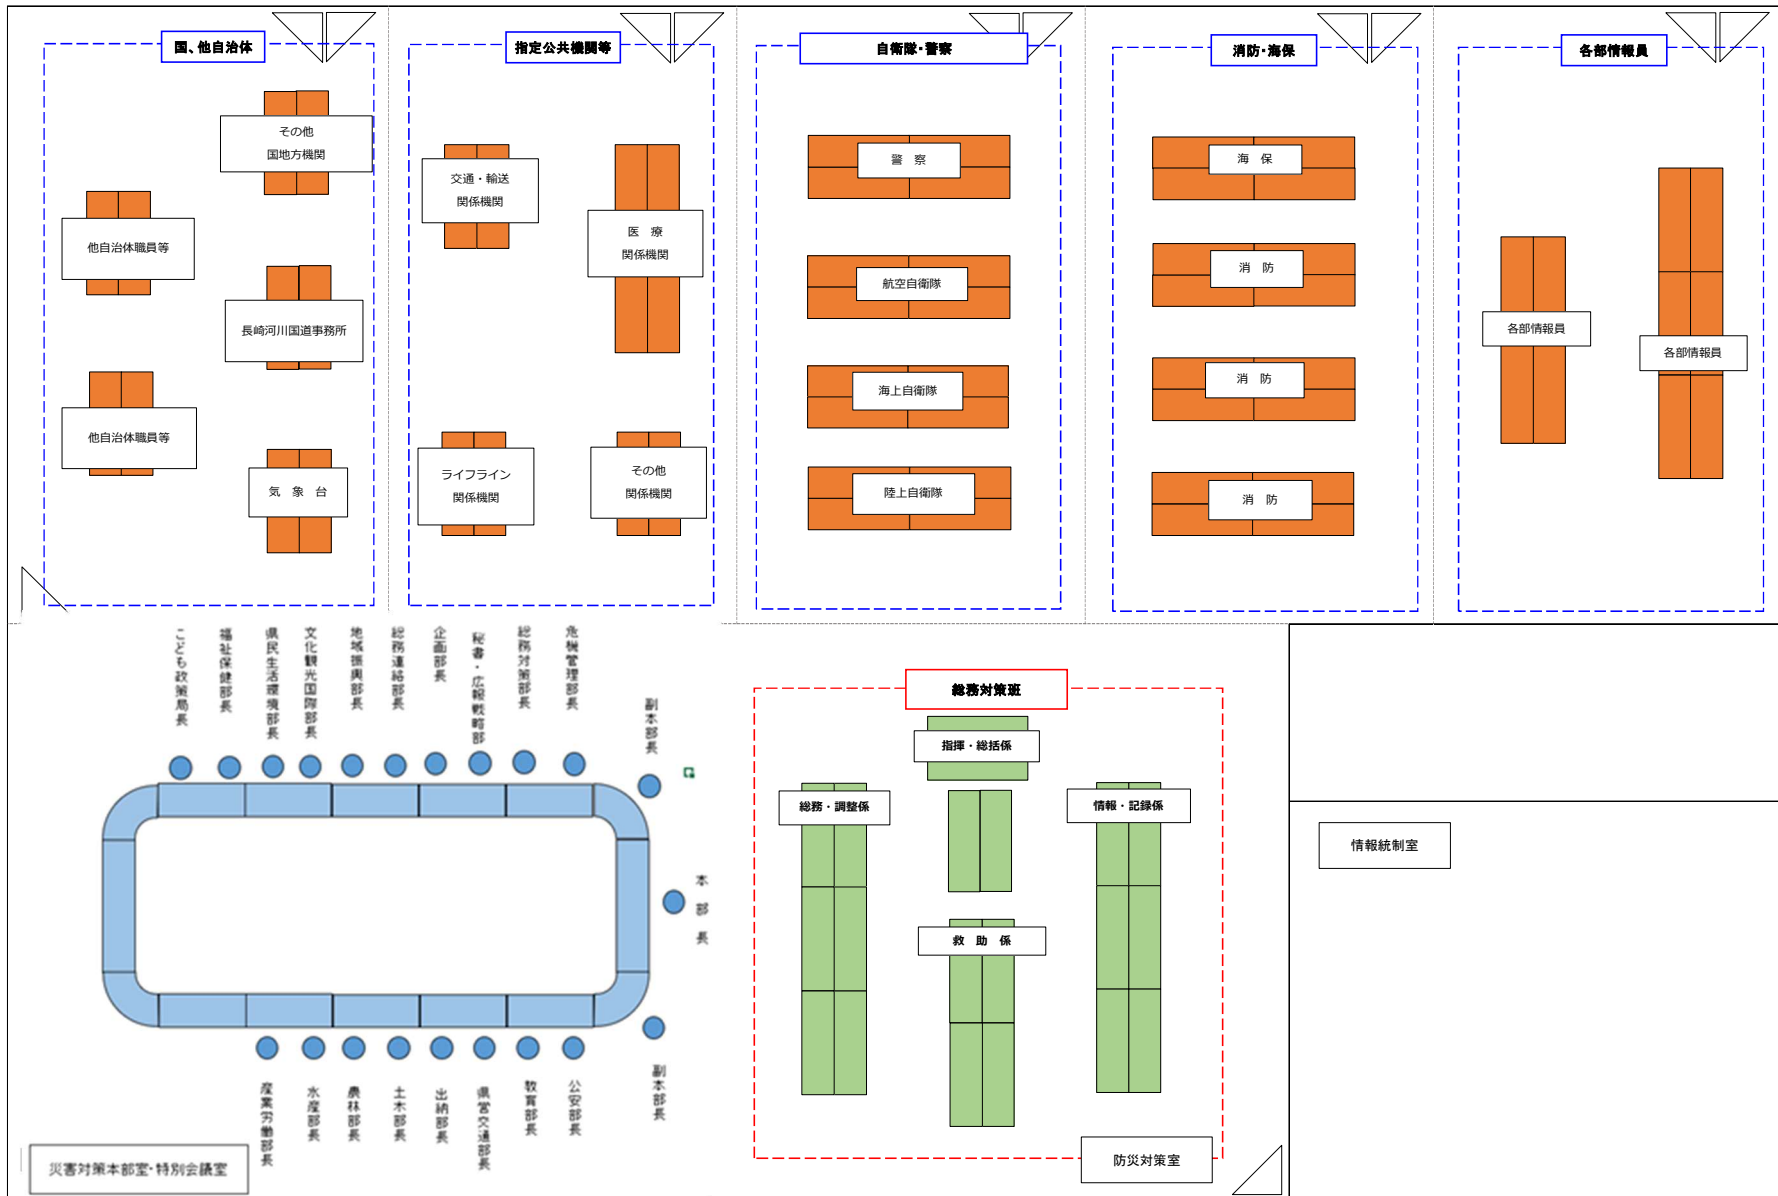 国、他自治体
指定公共機関等
自衛隊・警察
消防・海保
各部情報員
その他
国地方機関
他自治体職員等
長崎河川国道事務所
他自治体職員等
気 象 台
交通・輸送
関係機関
医 療
関係機関
ライフライン
関係機関
その他
関係機関
警 察
航空自衛隊
海上自衛隊
陸上自衛隊
海 保
消 防
消 防
消 防
各部情報員
各部情報員
こども政策局長
福祉保健部長
県民生活環境部長
文化観光国際部長
地域振興部長
総務連絡部長
企画部長
秘書・広報戦略部
総務対策部長
危機管理部長
副本部長
本部長
副本部長
産業労働部長
水産部長
農林部長
土木部長
出納部長
県営交通部長
教育部長
公安部長
災害対策本部室・特別会議室
総務対策班
指揮・総括係
総務・調整係
情報・記録係
救 助 係
防災対策室
情報統制室